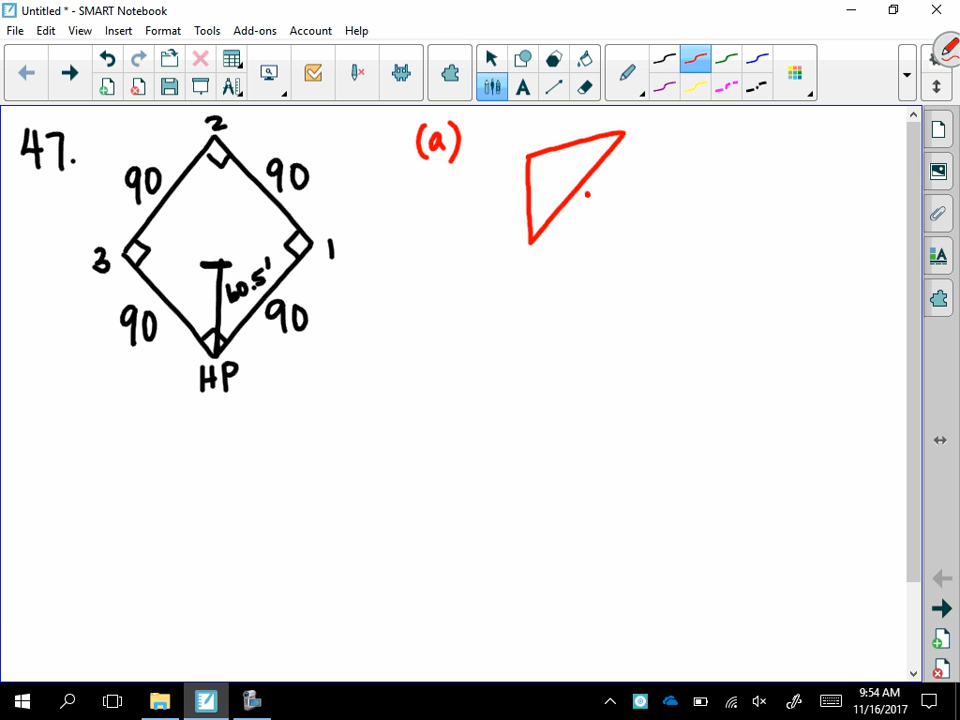 Untitled * - SMART Notebook
File Edit View Insert Format Tools Add-ons Account Help
47.
2
(a)
90
90
3
1
60.5'
90
90
HP
9:54 AM
11/16/2017